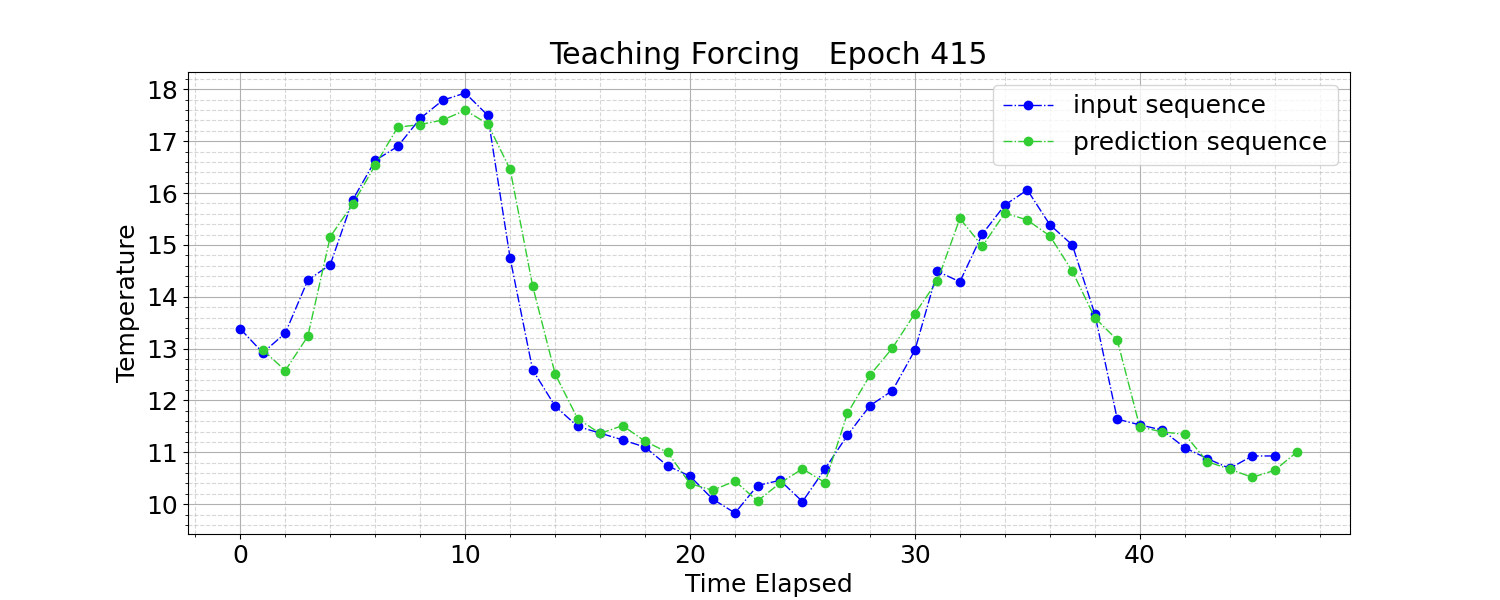 Teaching Forcing   Epoch 415
input sequence
prediction sequence
Temperature
18
17
16
15
14
13
12
11
10
0 10 20 30 40
Time Elapsed